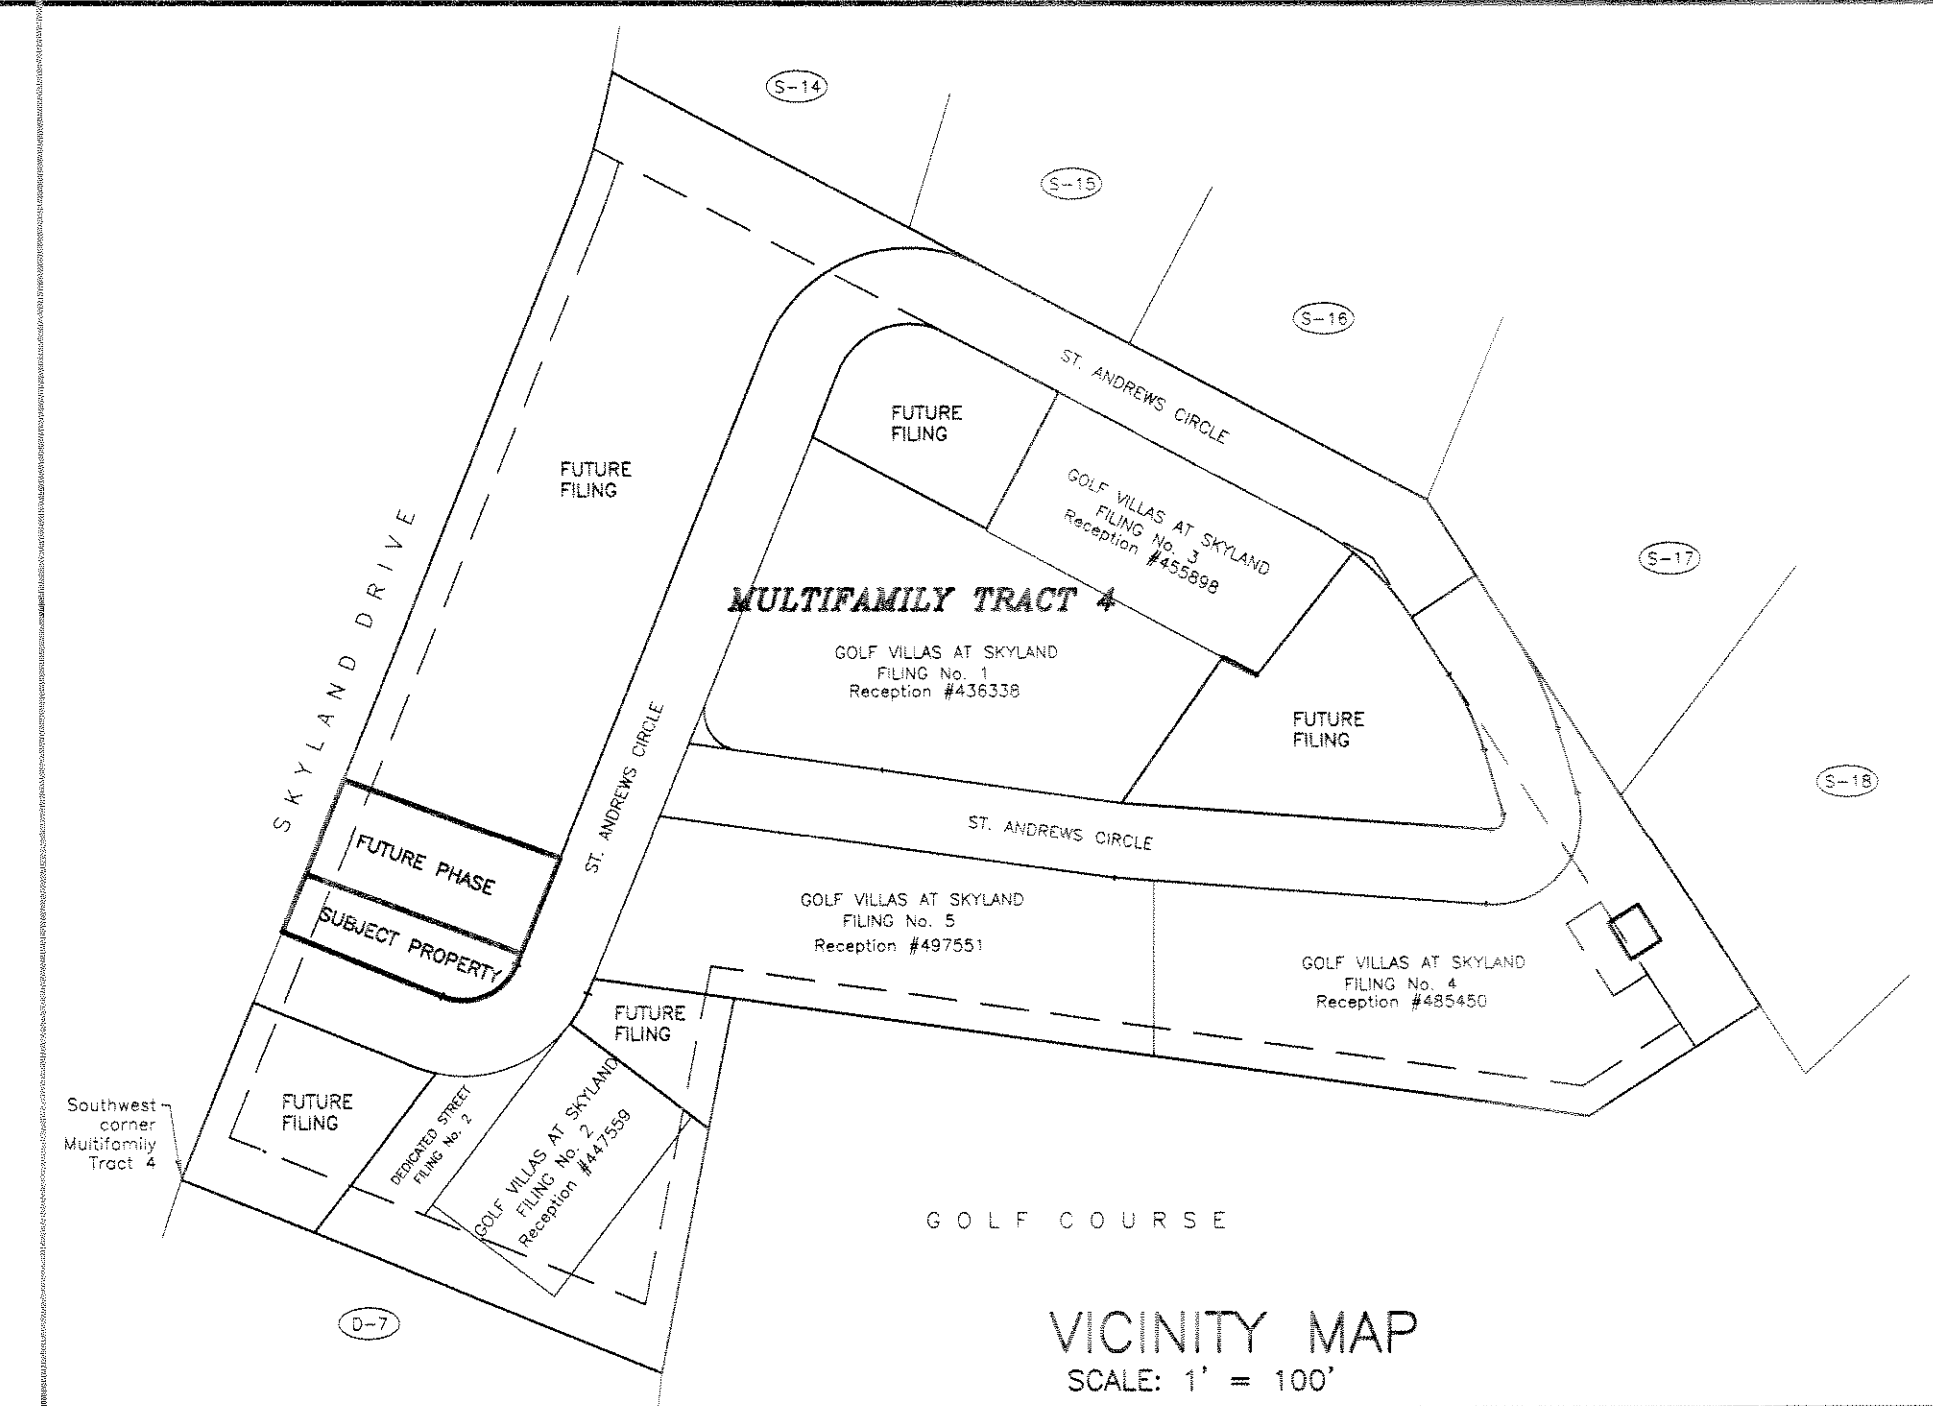 S-14
S-15
S-16
ST. ANDREWS CIRCLE
FUTURE
FILING
FUTURE
FILING
GOLF VILLAS AT SKYLAND
FILING No. 3
Reception #455898
SKYLAND DRIVE
S-17
MULTIFAMILY TRACT 4
GOLF VILLAS AT SKYLAND
FILING No. 1
Reception #436338
FUTURE
FILING
ST. ANDREWS CIRCLE
S-18
ST. ANDREWS CIRCLE
FUTURE PHASE
SUBJECT PROPERTY
GOLF VILLAS AT SKYLAND
FILING No. 5
Reception #497551
GOLF VILLAS AT SKYLAND
FILING No. 4
Reception #485450
FUTURE
FILING
Southwest
corner
Multifamily
Tract 4
FUTURE
FILING
DEDICATED STREET
FILING No. 2
GOLF VILLAS AT SKYLAND
FILING No. 2
Reception #447559
GOLF COURSE
D-7
VICINITY MAP
SCALE: 1' = 100'